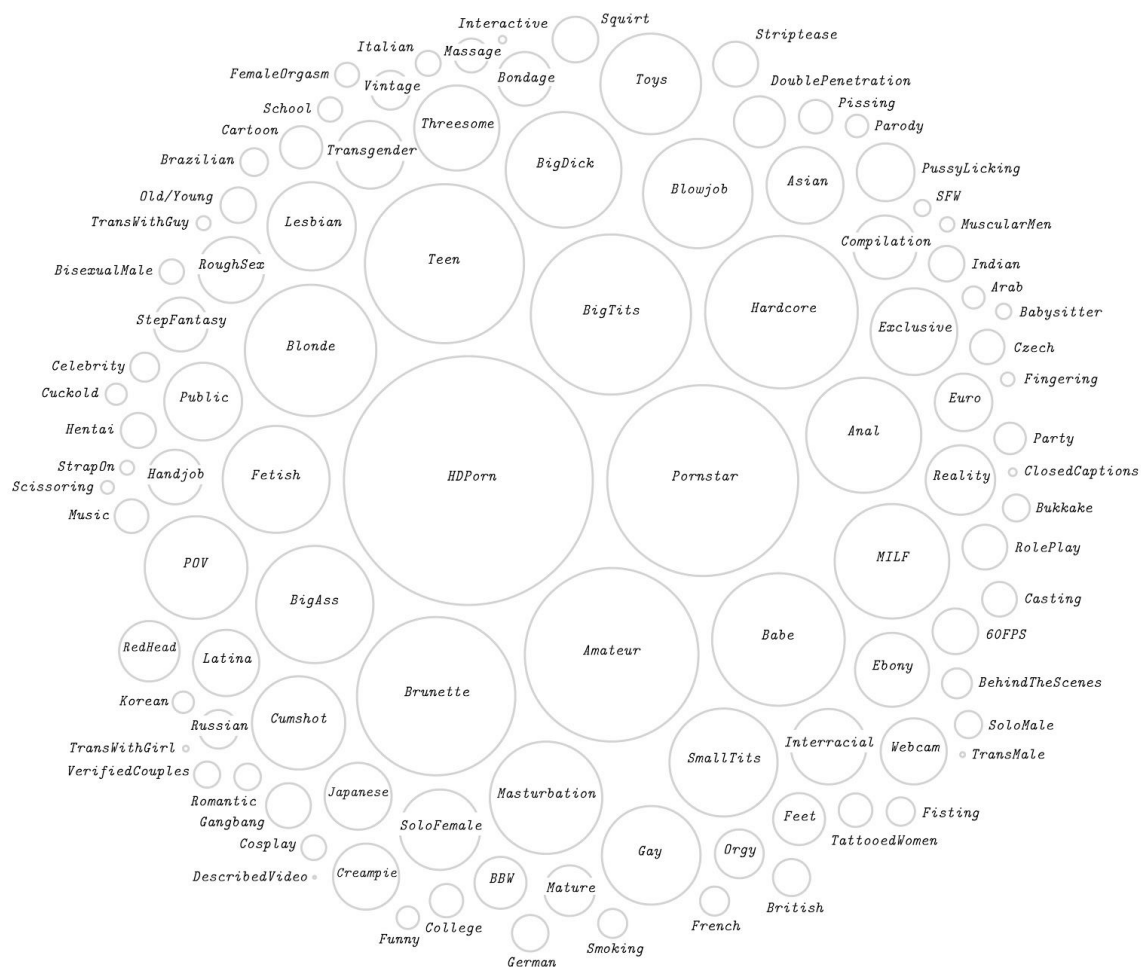 Interactive
Squirt
Italian
Massage
Striptease
FemaleOrgasm
Vintage
Bondage
Toys
DoublePenetration
School
Pissing
Cartoon
Threesome
Parody
Brazilian
Transgender
BigDick
Blowjob
Asian
PussyLicking
Old/Young
SFW
TransWithGuy
Lesbian
MuscularMen
Compilation
BisexualMale
RoughSex
Teen
Indian
Arab
StepFantasy
BigTits
Hardcore
Babysitter
Exclusive
Blonde
Czech
Celebrity
Fingering
Cuckold
Public
Euro
Hentai
Anal
Party
StrapOn
Handjob
Fetish
HDPorn
Pornstar
Reality
ClosedCaptions
Scissoring
Bukkake
Music
POV
MILF
RolePlay
BigAss
Casting
RedHead
Latina
Amateur
Babe
60FPS
Ebony
Korean
Brunette
BehindTheScenes
Russian
Cumshot
SoloMale
TransWithGirl
Interracial
Webcam
TransMale
VerifiedCouples
SmallTits
Romantic
Japanese
Masturbation
Gangbang
SoloFemale
Feet
Fisting
Cosplay
Gay
Orgy
TattooedWomen
DescribedVideo
Creampie
BBW
Mature
British
Funny
College
French
German
Smoking